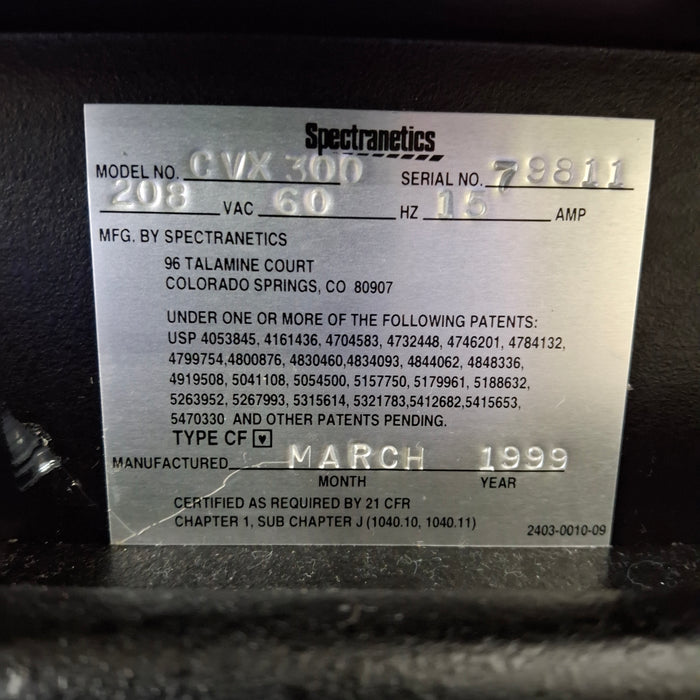 Spectranetics
MODEL NO. CVX 300 SERIAL NO. 79811
208 VAC 60 HZ 15 AMP
MFG. BY SPECTRANETICS
96 TALAMINE COURT
COLORADO SPRINGS, CO 80907
UNDER ONE OR MORE OF THE FOLLOWING PATENTS:
USP 4053845, 4161436, 4704583, 4732448, 4746201, 4784132,
4799754,4800876, 4830460,4834093, 4844062, 4848336,
4919508, 5041108, 5054500, 5157750, 5179961, 5188632,
5263952, 5267993, 5315614, 5321783,5412682,5415653,
5470330 AND OTHER PATENTS PENDING.
TYPE CF
MANUFACTURED MARCH 1999
MONTH YEAR
CERTIFIED AS REQUIRED BY 21 CFR
CHAPTER 1, SUB CHAPTER J (1040.10, 1040.11)
2403-0010-09